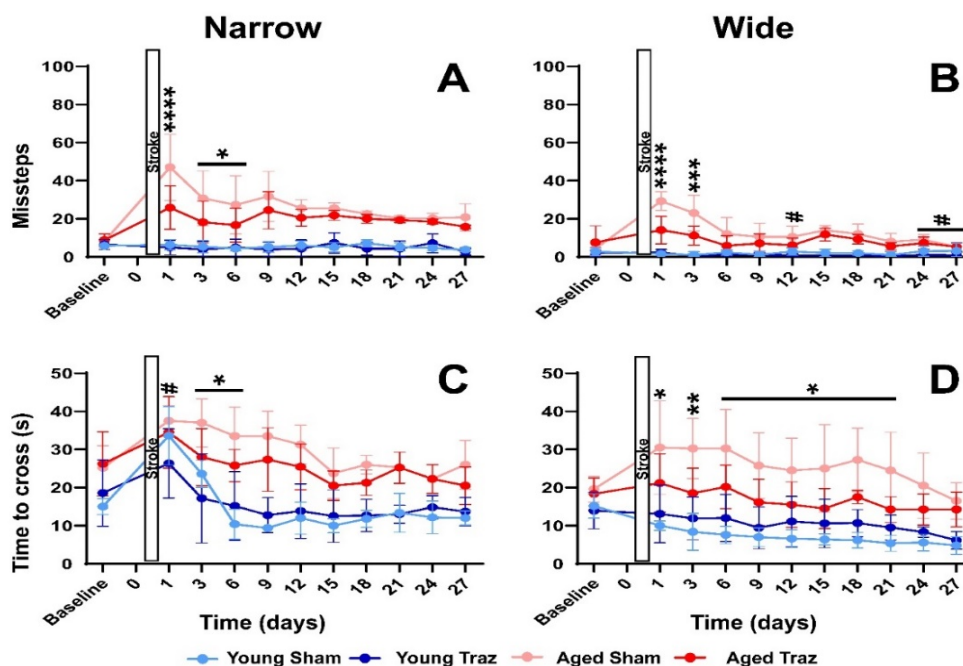 Narrow
Wide
A
100
80
60
40
20
0
Missteps
Stroke
****
*
Baseline 0 1 3 6 9 12 15 18 21 24 27
B
100
80
60
40
20
0
Missteps
Stroke
****
***
#
#
Baseline 0 1 3 6 9 12 15 18 21 24 27
C
50
40
30
20
10
0
Time to cross (s)
Stroke
#
*
Baseline 0 1 3 6 9 12 15 18 21 24 27
Time (days)
D
50
40
30
20
10
0
Time to cross (s)
Stroke
*
**
*
Baseline 0 1 3 6 9 12 15 18 21 24 27
Time (days)
Young Sham Young Traz Aged Sham Aged Traz